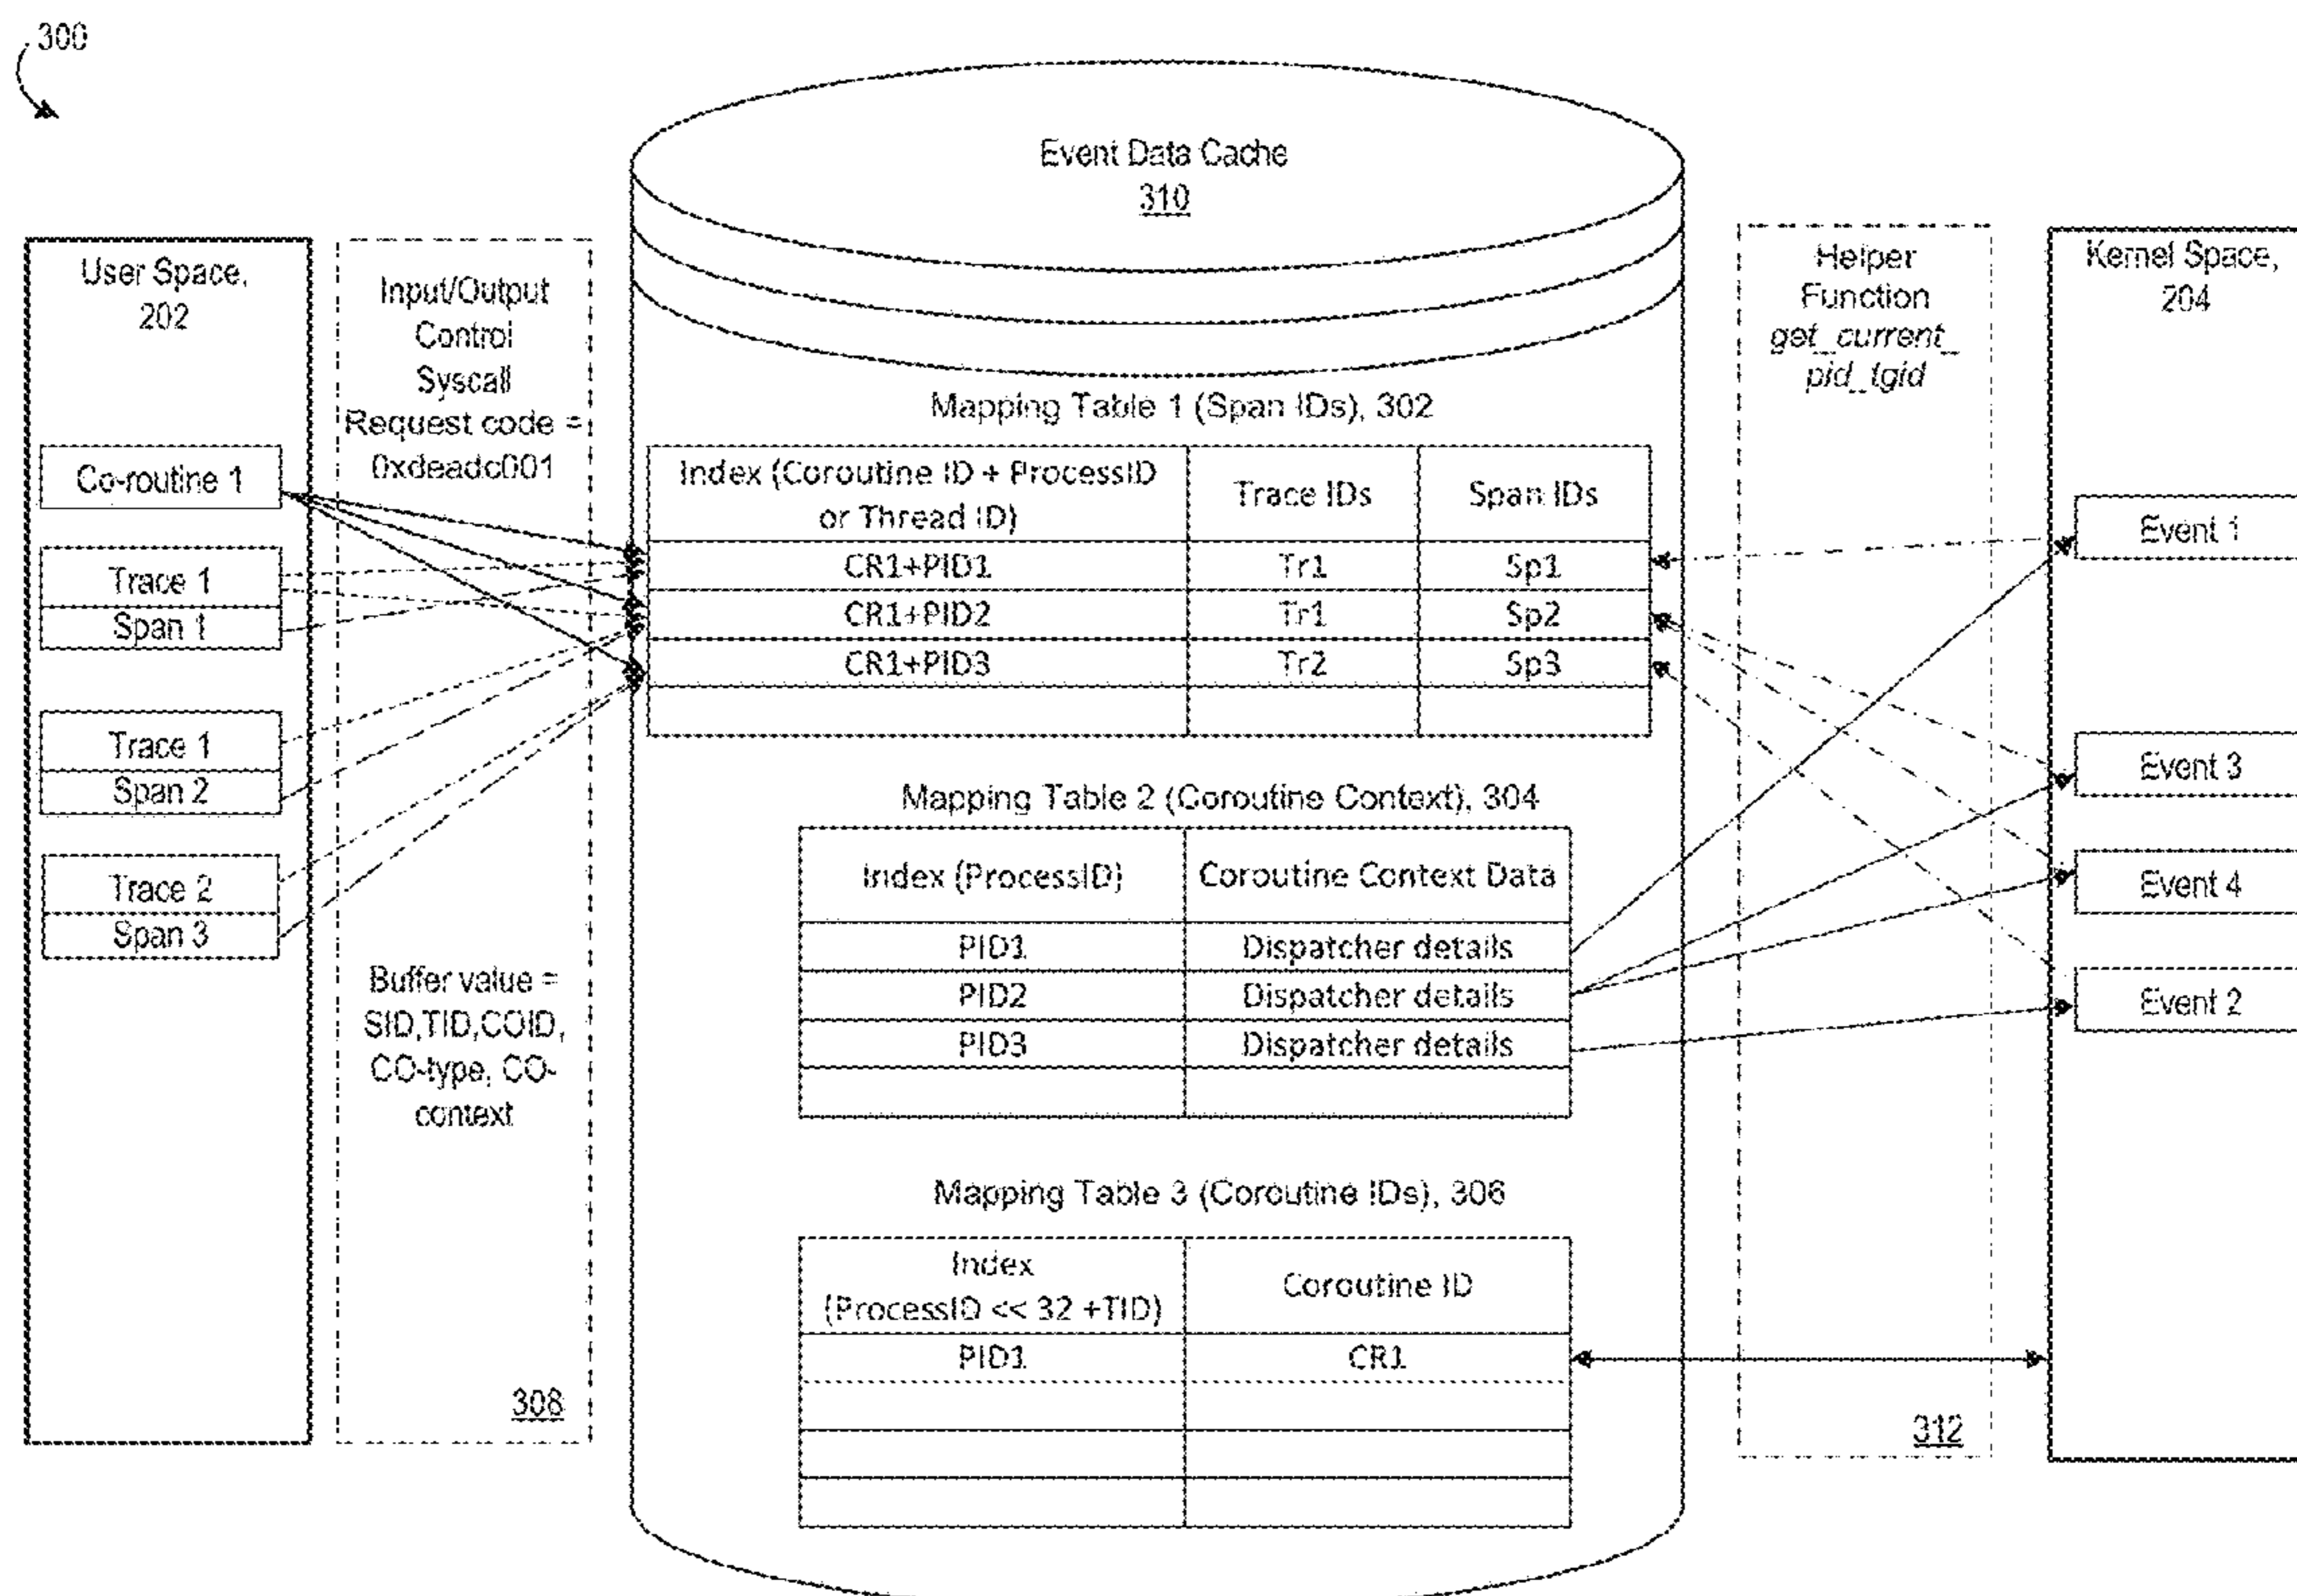 300
Event Data Cache
310
User Space,
202
Input/Output
Control
Syscall
Request code =
0xdeadc001
Helper
Function
get_current_
pid_tgid
Kernel Space,
204
Co-routine 1
Trace 1
Span 1
Trace 1
Span 2
Trace 2
Span 3
Buffer value =
SID,TID,COID,
CO-type, CO-
context
308
Mapping Table 1 (Span IDs), 302
Index (Coroutine ID + ProcessID
or Thread ID)
Trace IDs
Span IDs
CR1+PID1
Tr1
Sp1
CR1+PID2
Tr1
Sp2
CR1+PID3
Tr2
Sp3
Mapping Table 2 (Coroutine Context), 304
Index (ProcessID)
Coroutine Context Data
PID1
Dispatcher details
PID2
Dispatcher details
PID3
Dispatcher details
Mapping Table 3 (Coroutine IDs), 306
Index
(ProcessID << 32 +TID)
Coroutine ID
PID1
CR1
312
Event 1
Event 3
Event 4
Event 2